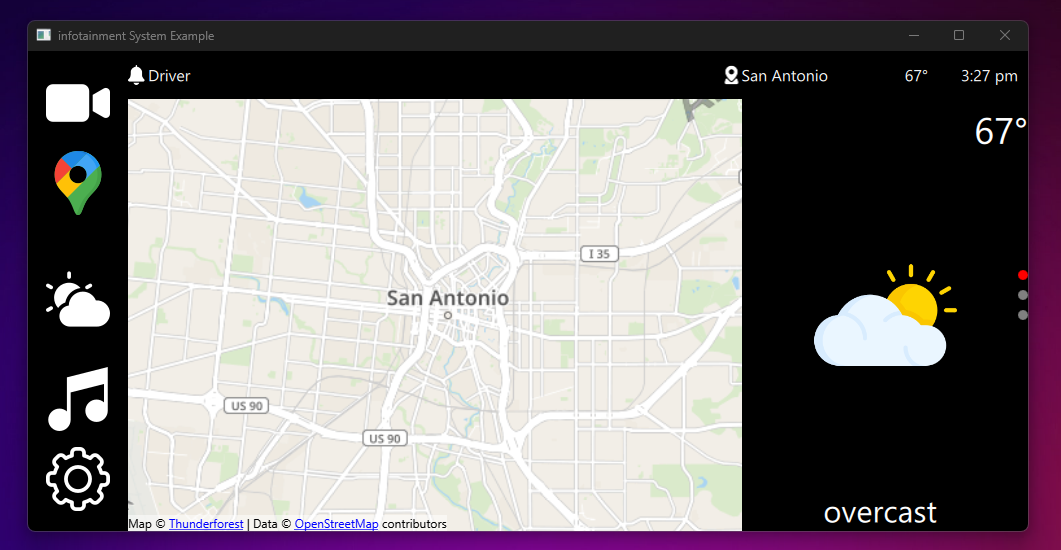 infotainment System Example
Driver
San Antonio
67°
3:27 pm
67°
I 35
San Antonio
US 90
US 90
overcast
Map © Thunderforest | Data © OpenStreetMap contributors